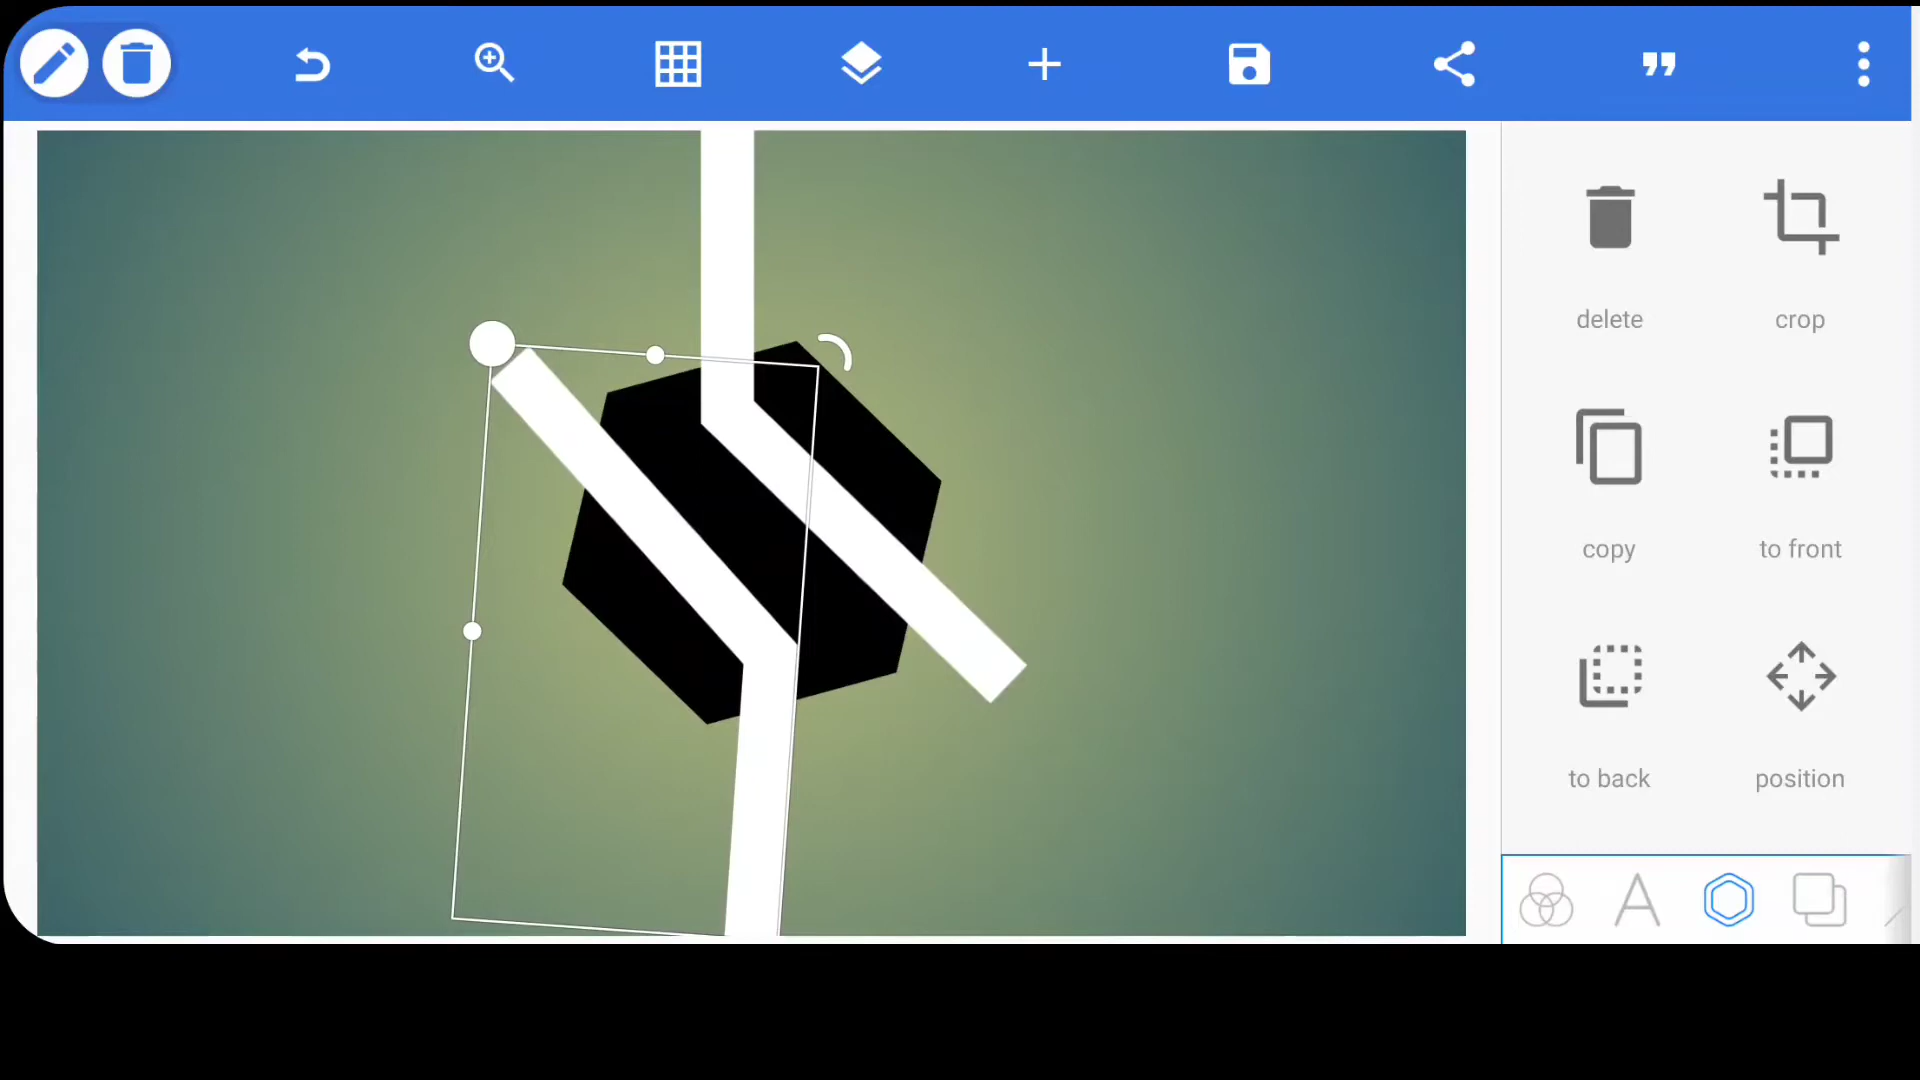 delete
crop
copy
to front
to back
position